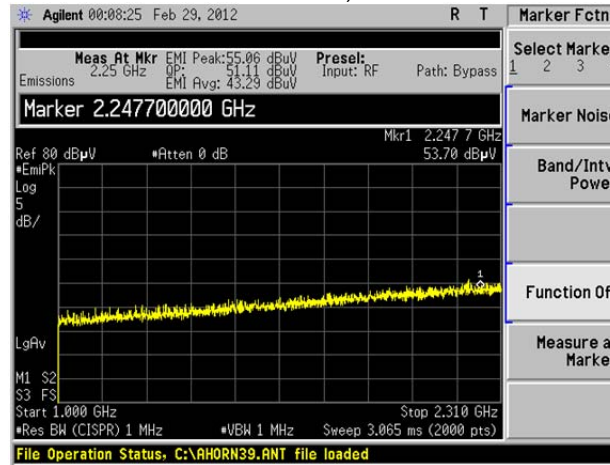 Agilent 00:08:25 Feb 29, 2012 R T Marker Fctn
Select Marke
1 2 3
Meas At Mkr EMI Peak:55.06 dBuV Presel:
Emissions 2.25 GHz QP: 51.11 dBuV Input: RF Path: Bypass
EMI Avg: 43.29 dBuV
Marker 2.247700000 GHz
Marker Nois
Mkr1 2.247 7 GHz
Ref 80 dBµV #Atten 0 dB 53.70 dBµV
#EmiPk
Log
5
dB/
Band/Intv
Powe
1
Function Of
LgAv
Measure a
Marke
M1 S2
S3 FS
Start 1.000 GHz Stop 2.310 GHz
#Res BW (CISPR) 1 MHz #VBW 1 MHz Sweep 3.065 ms (2000 pts)
File Operation Status, C:\AHORN39.ANT file loaded